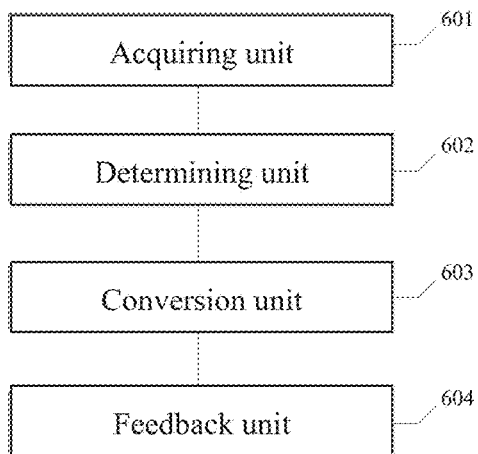 601
Acquiring unit
602
Determining unit
603
Conversion unit
604
Feedback unit